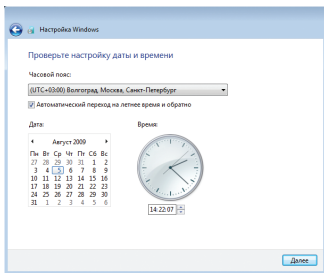 Настройка Windows
Проверьте настройку даты и времени
Часовой пояс:
(UTC+03:00) Волгоград, Москва, Санкт-Петербург
Автоматический переход на летнее время и обратно
Дата: Время:
Август 2009
Пн Вт Ср Чт Пт Сб Вс
27 28 29 30 31 1 2
3 4 5 6 7 8 9
10 11 12 13 14 15 16
17 18 19 20 21 22 23
24 25 26 27 28 29 30
31 1 2 3 4 5 6
14:22:07
Далее